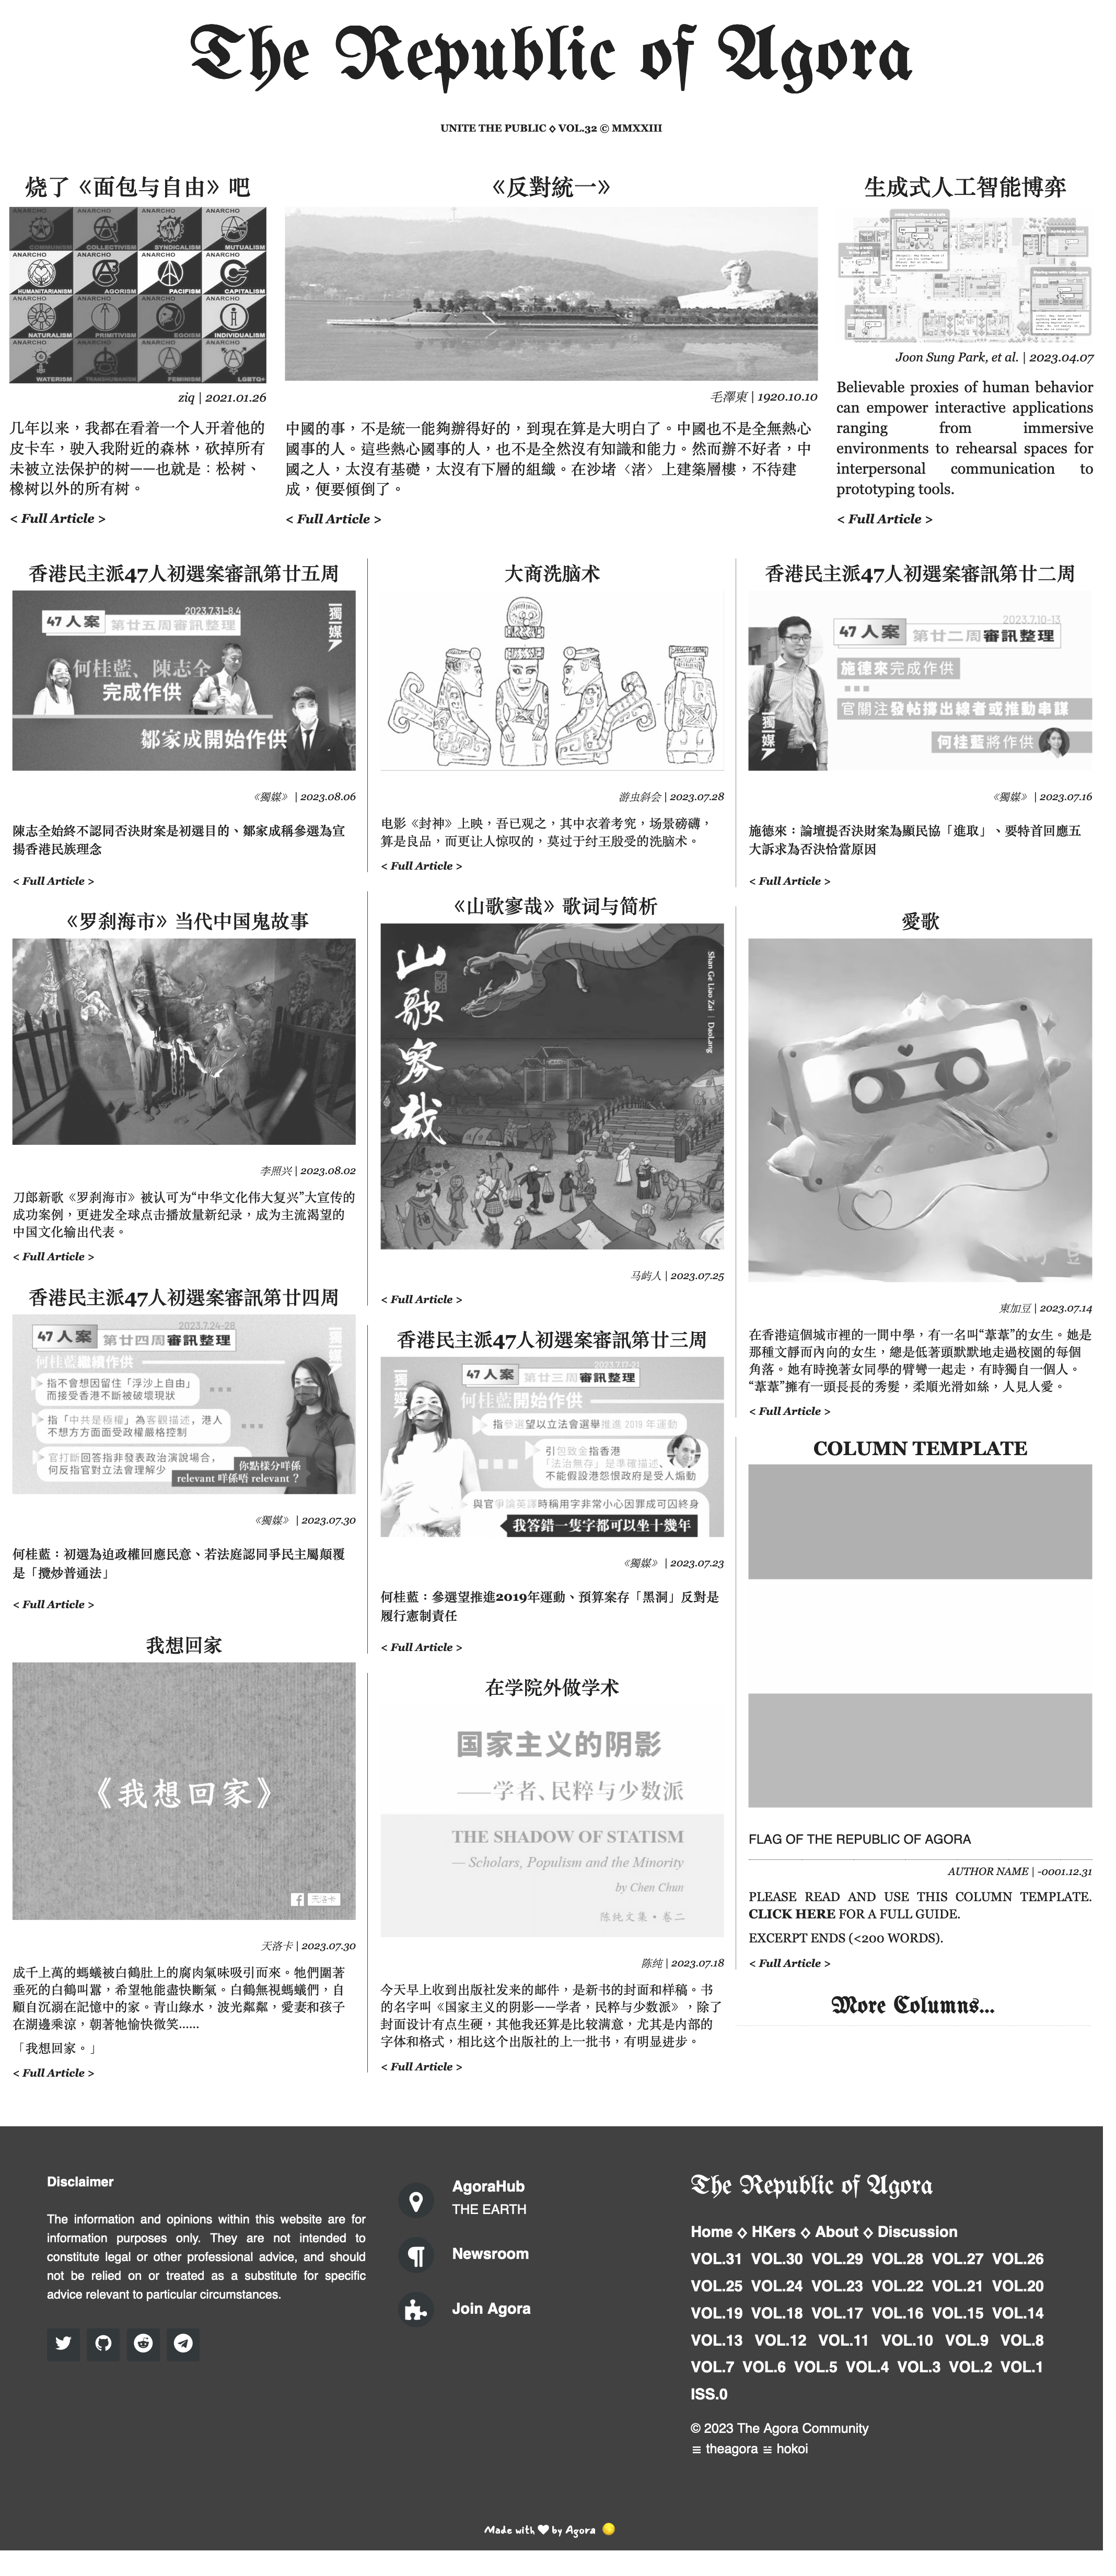 The Republic of Agora
UNITE THE PUBLIC ◊ VOL.32 © MMXXIII
烧了《面包与自由》吧
ANARCHO ANARCHO ANARCHO ANARCHO
COMMUNISM COLLECTIVISM SYNDICALISM MUTUALISM
ANARCHO ANARCHO ANARCHO ANARCHO
HUMANITARIANISM AGORISM PACIFISM CAPITALISM
ANARCHO ANARCHO ANARCHO ANARCHO
NATURALISM PRIMITIVISM EGOISM INDIVIDUALISM
ANARCHO ANARCHO ANARCHO ANARCHO
WATERISM TRANSHUMANISM FEMINISM LGBTQ+
ziq | 2021.01.26
几年以来，我都在看着一个人开着他的
皮卡车，驶入我附近的森林，砍掉所有
未被立法保护的树——也就是：松树、
橡树以外的所有树。
< Full Article >
《反對統一》
毛澤東 | 1920.10.10
中國的事，不是統一能夠辦得好的，到現在算是大明白了。中國也不是全無熱心
國事的人。這些熱心國事的人，也不是全然沒有知識和能力。然而辦不好者，中
國之人，太沒有基礎，太沒有下層的組織。在沙堵〈渚〉上建築層樓，不待建
成，便要傾倒了。
< Full Article >
生成式人工智能博弈
Joon Sung Park, et al. | 2023.04.07
Believable proxies of human behavior
can empower interactive applications
ranging from immersive
environments to rehearsal spaces for
interpersonal communication to
prototyping tools.
< Full Article >
香港民主派47人初選案審訊第廿五周
2023.7.31-8.4
47人案 第廿五周審訊整理
獨媒
何桂藍、陳志全
完成作供
鄒家成開始作供
《獨媒》 | 2023.08.06
陳志全始終不認同否決財案是初選目的、鄒家成稱參選為宣
揚香港民族理念
< Full Article >
《罗刹海市》当代中国鬼故事
李照兴 | 2023.08.02
刀郎新歌《罗刹海市》被认可为“中华文化伟大复兴”大宣传的
成功案例，更迸发全球点击播放量新纪录，成为主流渴望的
中国文化输出代表。
< Full Article >
香港民主派47人初選案審訊第廿四周
2023.7.24-28
47人案 第廿四周審訊整理
何桂藍繼續作供
指不會想因留住「浮沙上自由」
而接受香港不斷被破壞現狀
指「中共是極權」為客觀描述，港人
不想方方面面受政權嚴格控制
官打斷回答指非發表政治演說場合，
何反指官對立法會理解少
你點樣分咩係
relevant 咩係唔 relevant？
《獨媒》 | 2023.07.30
何桂藍：初選為迫政權回應民意、若法庭認同爭民主屬顛覆
是「攬炒普通法」
< Full Article >
我想回家
《我想回家》
天洛卡
天洛卡 | 2023.07.30
成千上萬的螞蟻被白鶴肚上的腐肉氣味吸引而來。牠們圍著
垂死的白鶴叫囂，希望牠能盡快斷氣。白鶴無視螞蟻們，自
顧自沉溺在記憶中的家。青山綠水，波光粼粼，愛妻和孩子
在湖邊乘涼，朝著牠愉快微笑……
「我想回家。」
< Full Article >
大商洗脑术
游虫斜会 | 2023.07.28
电影《封神》上映，吾已观之，其中衣着考究，场景磅礴，
算是良品，而更让人惊叹的，莫过于纣王殷受的洗脑术。
< Full Article >
《山歌寥哉》歌词与简析
山歌寥哉
Shan Ge Liao Zai | DaoLang
马屿人 | 2023.07.25
< Full Article >
香港民主派47人初選案審訊第廿三周
2023.7.17-21
47人案 第廿三周審訊整理
獨媒
何桂藍開始作供
指參選望以立法會選舉推進 2019 年運動
引包致金指香港
「法治無存」是準確描述、
不能假設港怨恨政府是受人煽動
與官爭論英譯時稱用字非常小心因罪成可囚終身
我答錯一隻字都可以坐十幾年
《獨媒》 | 2023.07.23
何桂藍：參選望推進2019年運動、預算案存「黑洞」反對是
履行憲制責任
< Full Article >
在学院外做学术
国家主义的阴影
——学者、民粹与少数派
THE SHADOW OF STATISM
— Scholars, Populism and the Minority
by Chen Chun
陈纯文集·卷二
陈纯 | 2023.07.18
今天早上收到出版社发来的邮件，是新书的封面和样稿。书
的名字叫《国家主义的阴影——学者，民粹与少数派》，除了
封面设计有点生硬，其他我还算是比较满意，尤其是内部的
字体和格式，相比这个出版社的上一批书，有明显进步。
< Full Article >
香港民主派47人初選案審訊第廿二周
2023.7.10-13
47人案 第廿二周審訊整理
施德來完成作供
官關注發帖撐出線者或推動串謀
何桂藍將作供
獨媒
《獨媒》 | 2023.07.16
施德來：論壇提否決財案為顯民協「進取」、要特首回應五
大訴求為否決恰當原因
< Full Article >
愛歌
東加豆 | 2023.07.14
在香港這個城市裡的一間中學，有一名叫“葦葦”的女生。她是
那種文靜而內向的女生，總是低著頭默默地走過校園的每個
角落。她有時挽著女同學的臂彎一起走，有時獨自一個人。
“葦葦”擁有一頭長長的秀髮，柔順光滑如絲，人見人愛。
< Full Article >
COLUMN TEMPLATE
FLAG OF THE REPUBLIC OF AGORA
AUTHOR NAME | -0001.12.31
PLEASE READ AND USE THIS COLUMN TEMPLATE.
CLICK HERE FOR A FULL GUIDE.
EXCERPT ENDS (<200 WORDS).
< Full Article >
More Columns...
Disclaimer
The information and opinions within this website are for
information purposes only. They are not intended to
constitute legal or other professional advice, and should
not be relied on or treated as a substitute for specific
advice relevant to particular circumstances.
AgoraHub
THE EARTH
Newsroom
Join Agora
The Republic of Agora
Home ◊ HKers ◊ About ◊ Discussion
VOL.31 VOL.30 VOL.29 VOL.28 VOL.27 VOL.26
VOL.25 VOL.24 VOL.23 VOL.22 VOL.21 VOL.20
VOL.19 VOL.18 VOL.17 VOL.16 VOL.15 VOL.14
VOL.13 VOL.12 VOL.11 VOL.10 VOL.9 VOL.8
VOL.7 VOL.6 VOL.5 VOL.4 VOL.3 VOL.2 VOL.1
ISS.0
© 2023 The Agora Community
theagora hokoi
Made with ♥ by Agora